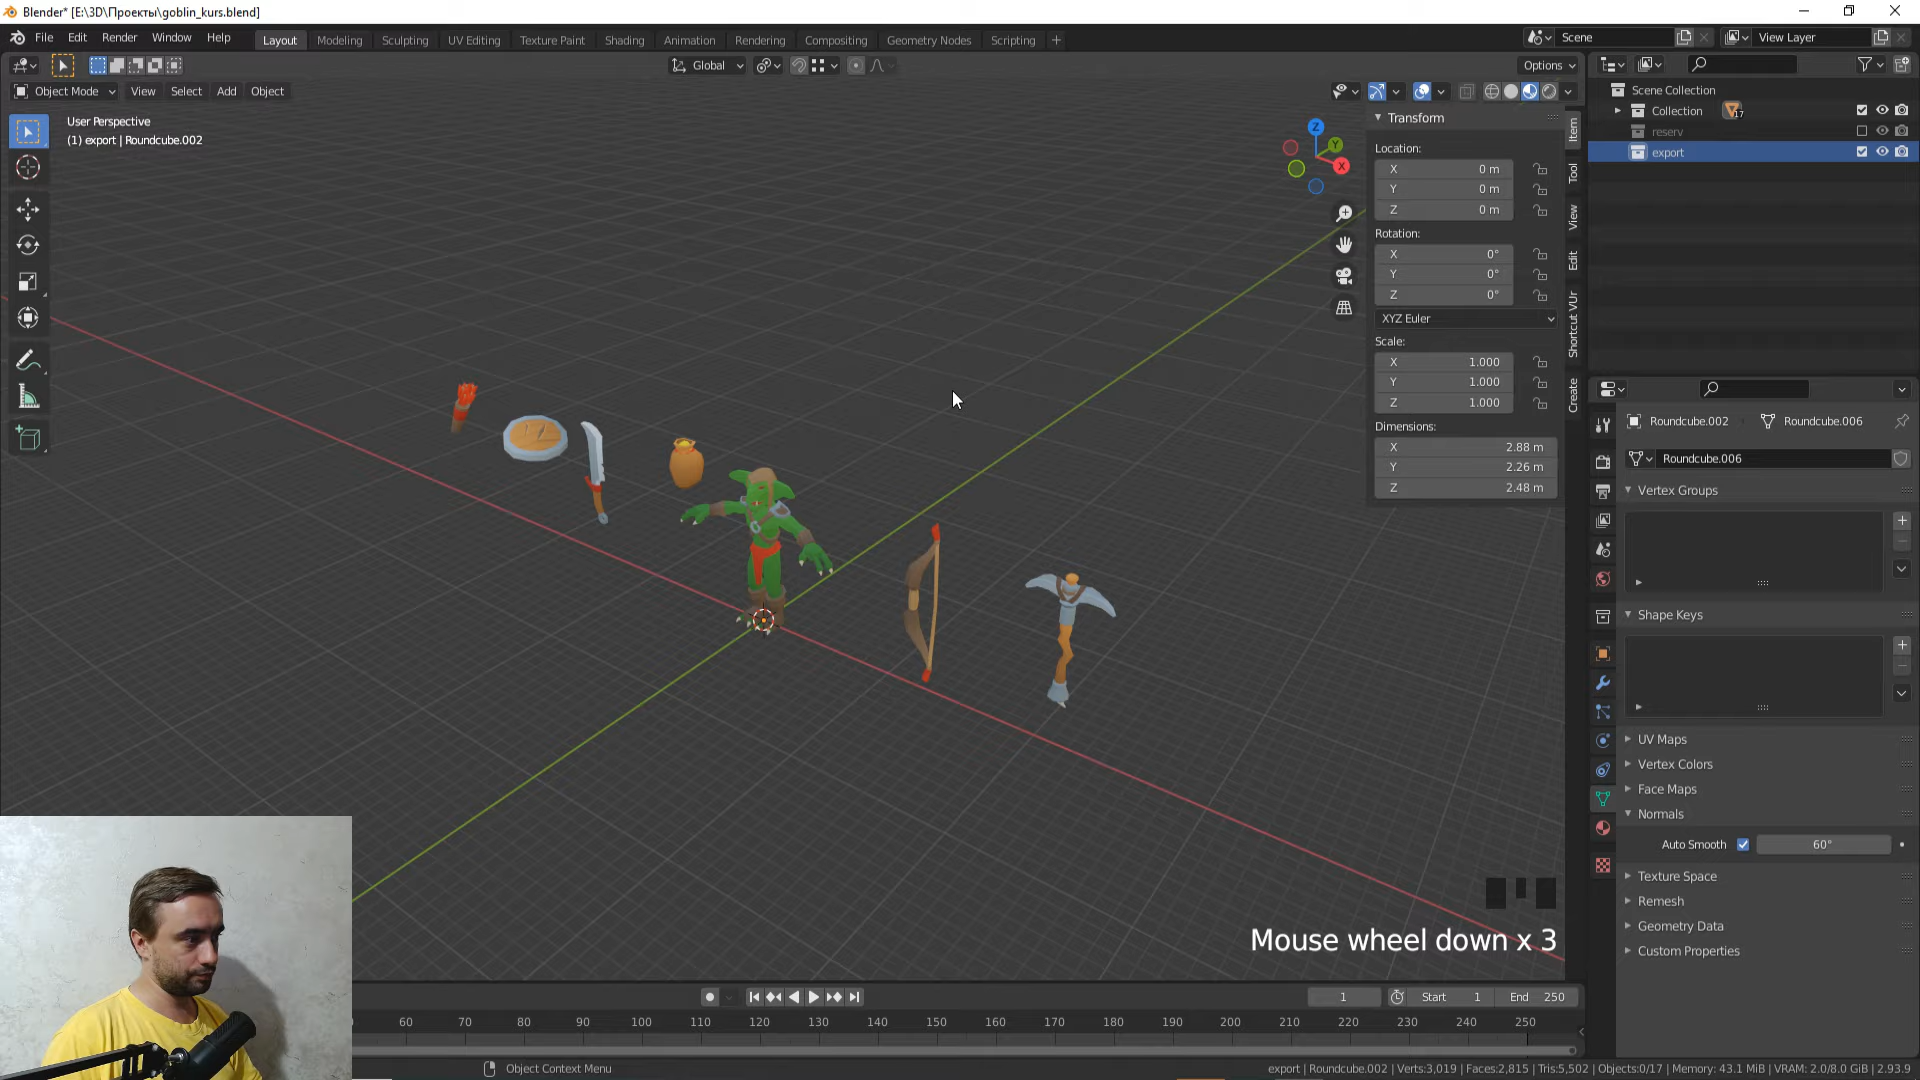 Blender* [E:\3D\Проекты\goblin_kurs.blend]
File Edit Render Window Help
Layout Modeling Sculpting UV Editing Texture Paint Shading Animation Rendering Compositing Geometry Nodes Scripting +
Scene
View Layer
Global
Options
Object Mode View Select Add Object
User Perspective
(1) export | Roundcube.002
Z
Y
X
Transform
Location:
X 0 m
Y 0 m
Z 0 m
Rotation:
X 0°
Y 0°
Z 0°
XYZ Euler
Scale:
X 1.000
Y 1.000
Z 1.000
Dimensions:
X 2.88 m
Y 2.26 m
Z 2.48 m
Item
Tool
View
Edit
Shortcut VUr
Create
Scene Collection
Collection 17
reserv
export
Roundcube.002 Roundcube.006
Roundcube.006
Vertex Groups
Shape Keys
UV Maps
Vertex Colors
Face Maps
Normals
Auto Smooth 60°
Texture Space
Remesh
Geometry Data
Custom Properties
Mouse wheel down x 3
1 Start 1 End 250
60 70 80 90 100 110 120 130 140 150 160 170 180 190 200 210 220 230 240 250
Object Context Menu
export | Roundcube.002 | Verts:3,019 | Faces:2,815 | Tris:5,502 | Objects:0/17 | Memory: 43.1 MiB | VRAM: 2.0/8.0 GiB | 2.93.9